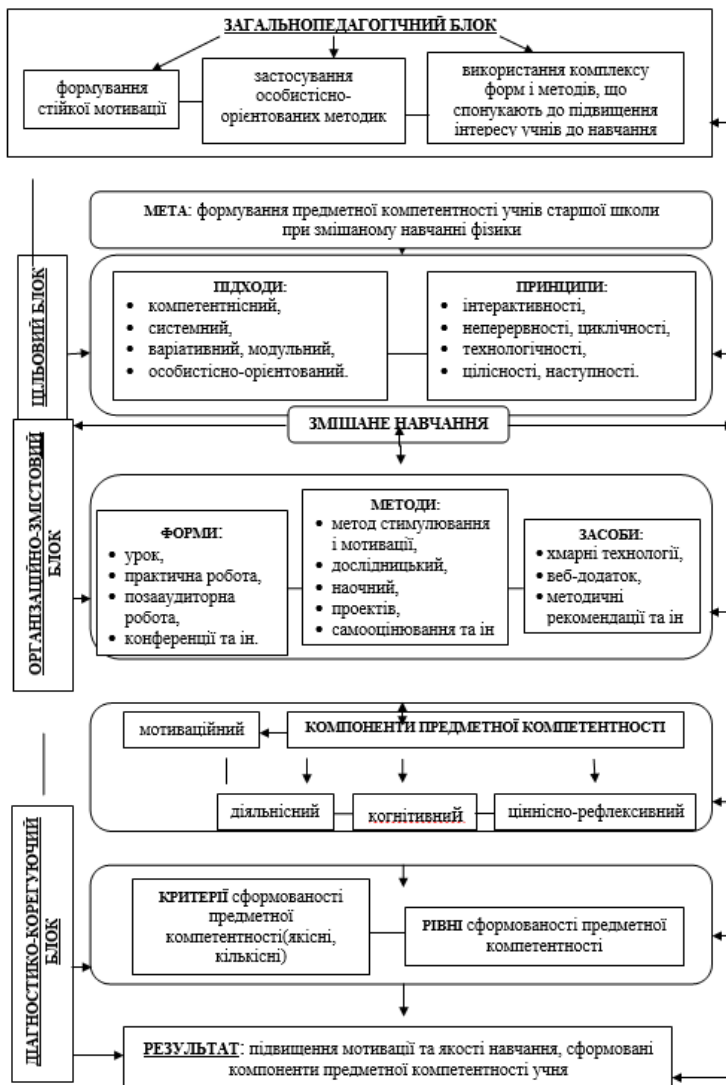 ЗАГАЛЬНОПЕДАГОГІЧНИЙ БЛОК
формування
стійкої мотивації
застосування
особистісно-
орієнтованих методик
використання комплексу
форм і методів, що
спонукають до підвищення
інтересу учнів до навчання
ЦІЛЬОВИЙ БЛОК
МЕТА: формування предметної компетентності учнів старшої школи
при змішаному навчанні фізики
ПІДХОДИ:
• компетентнісний,
• системний,
• варіативний, модульний,
• особистісно-орієнтований.
ПРИНЦИПИ:
• інтерактивності,
• неперервності, циклічності,
• технологічності,
• цілісності, наступності.
ЗМІШАНЕ НАВЧАННЯ
ОРГАНІЗАЦІЙНО-ЗМІСТОВИЙ
БЛОК
ФОРМИ:
• урок,
• практична робота,
• позааудиторна
робота,
• конференції та ін.
МЕТОДИ:
• метод стимулювання
і мотивації,
• дослідницький,
• наочний,
• проектів,
• самооцінювання та ін
ЗАСОБИ:
• хмарні технології,
• веб-додаток,
• методичні
рекомендації та ін
мотиваційний
КОМПОНЕНТИ ПРЕДМЕТНОЇ КОМПЕТЕНТНОСТІ
діяльнісний
когнітивний
ціннісно-рефлексивний
ДІАГНОСТИКО-КОРЕГУЮЧИЙ
БЛОК
КРИТЕРІЇ сформованості
предметної
компетентності(якісні,
кількісні)
РІВНІ сформованості предметної
компетентності
РЕЗУЛЬТАТ: підвищення мотивації та якості навчання, сформовані
компоненти предметної компетентності учня